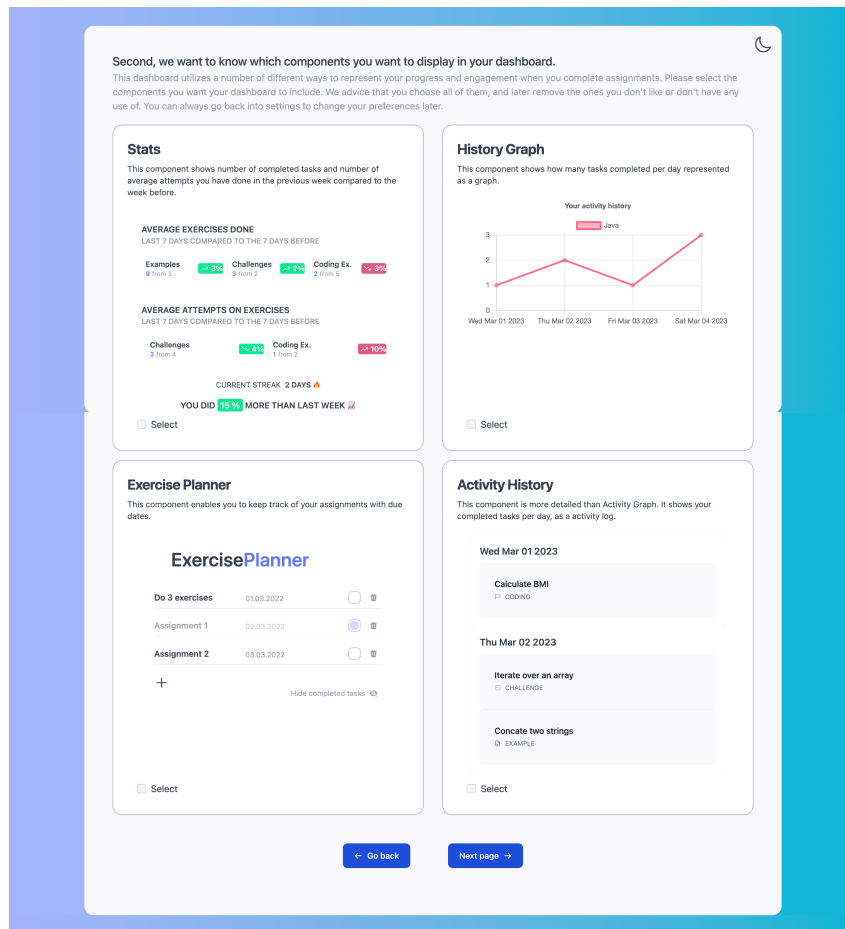 Second, we want to know which components you want to display in your dashboard.
This dashboard utilizes a number of different ways to represent your progress and engagement when you complete assignments. Please select the
components you want your dashboard to include. We advice that you choose all of them, and later remove the ones you don't like or don't have any
use of. You can always go back into settings to change your preferences later.
Stats
This component shows number of completed tasks and number of
average attempts you have done in the previous week compared to the
week before.
AVERAGE EXERCISES DONE
LAST 7 DAYS COMPARED TO THE 7 DAYS BEFORE
Examples
9 from 3
3%
Challenges
3 from 2
2%
Coding Ex.
2 from 5
3%
AVERAGE ATTEMPTS ON EXERCISES
LAST 7 DAYS COMPARED TO THE 7 DAYS BEFORE
Challenges
3 from 4
4%
Coding Ex.
1 from 2
10%
CURRENT STREAK 2 DAYS 🔥
YOU DID 15 % MORE THAN LAST WEEK 📈
Select
History Graph
This component shows how many tasks completed per day represented
as a graph.
Your activity history
Java
3
2
1
0
Wed Mar 01 2023 Thu Mar 02 2023 Fri Mar 03 2023 Sat Mar 04 2023
Select
Exercise Planner
This component enables you to keep track of your assignments with due
dates.
ExercisePlanner
Do 3 exercises 01.03.2022
Assignment 1 02.03.2022
Assignment 2 03.03.2022
Hide completed tasks
Select
Activity History
This component is more detailed than Activity Graph. It shows your
completed tasks per day, as a activity log.
Wed Mar 01 2023
Calculate BMI
CODING
Thu Mar 02 2023
Iterate over an array
CHALLENGE
Concate two strings
EXAMPLE
Select
← Go back
Next page →